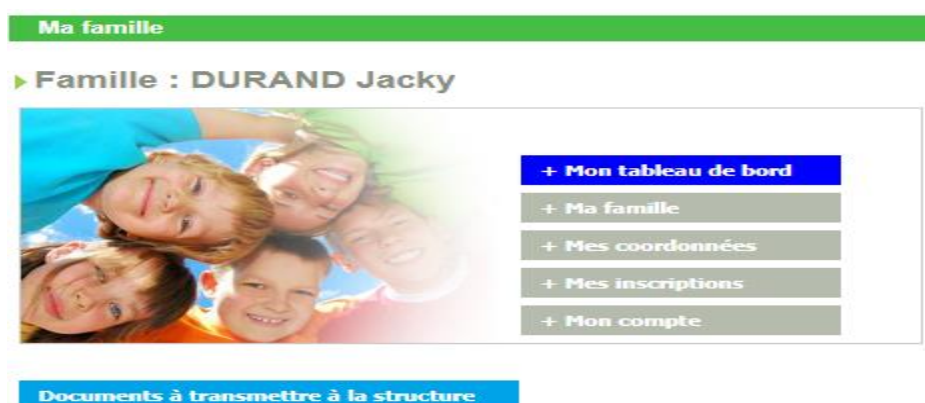 Ma famille
Famille : DURAND Jacky
+ Mon tableau de bord
+ Ma famille
+ Mes coordonnées
+ Mes inscriptions
+ Mon compte
Documents à transmettre à la structure